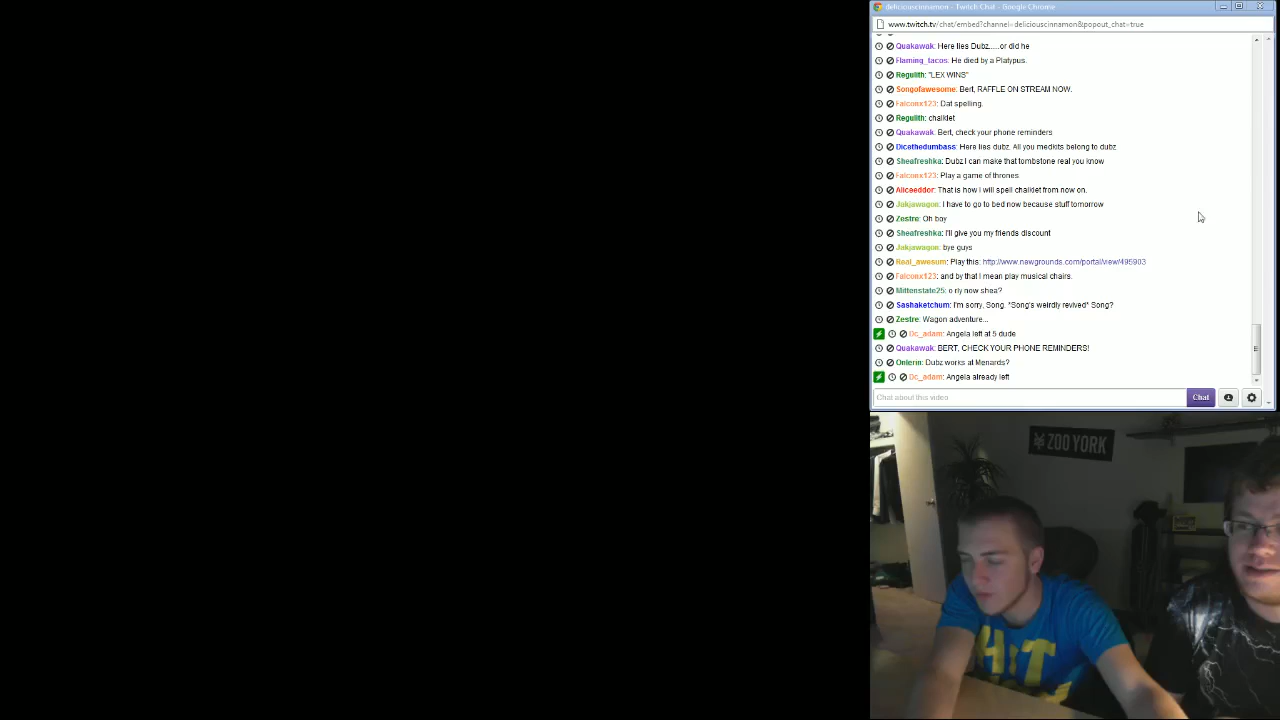 deliciouscinnamon - Twitch Chat - Google Chrome
www.twitch.tv/chat/embed?channel=deliciouscinnamon&popout_chat=true
Quakawak: Here lies Dubz.....or did he
Flaming_tacos: He died by a Platypus.
Regulith: "LEX WINS"
Songofawesome: Bert, RAFFLE ON STREAM NOW.
Falconx123: Dat spelling.
Regulith: chalklet
Quakawak: Bert, check your phone reminders
Dicethedumbass: Here lies dubz. All you medkits belong to dubz
Sheafreshka: Dubz I can make that tombstone real you know
Falconx123: Play a game of thrones
Aliceeddor: That is how I will spell chalklet from now on.
Jakjawagon: I have to go to bed now because stuff tomorrow
Zestre: Oh boy
Sheafreshka: I'll give you my friends discount
Jakjawagon: bye guys
Real_awesum: Play this: http://www.newgrounds.com/portal/view/495903
Falconx123: and by that I mean play musical chairs.
Mittenstate25: o rly now shea?
Sashaketchum: I'm sorry, Song. *Song's weirdly revived* Song?
Zestre: Wagon adventure...
Dc_adam: Angela left at 5 dude
Quakawak: BERT, CHECK YOUR PHONE REMINDERS!
Onlerin: Dubz works at Menards?
Dc_adam: Angela already left
Chat about this video
Chat
ZOO YORK
HIT